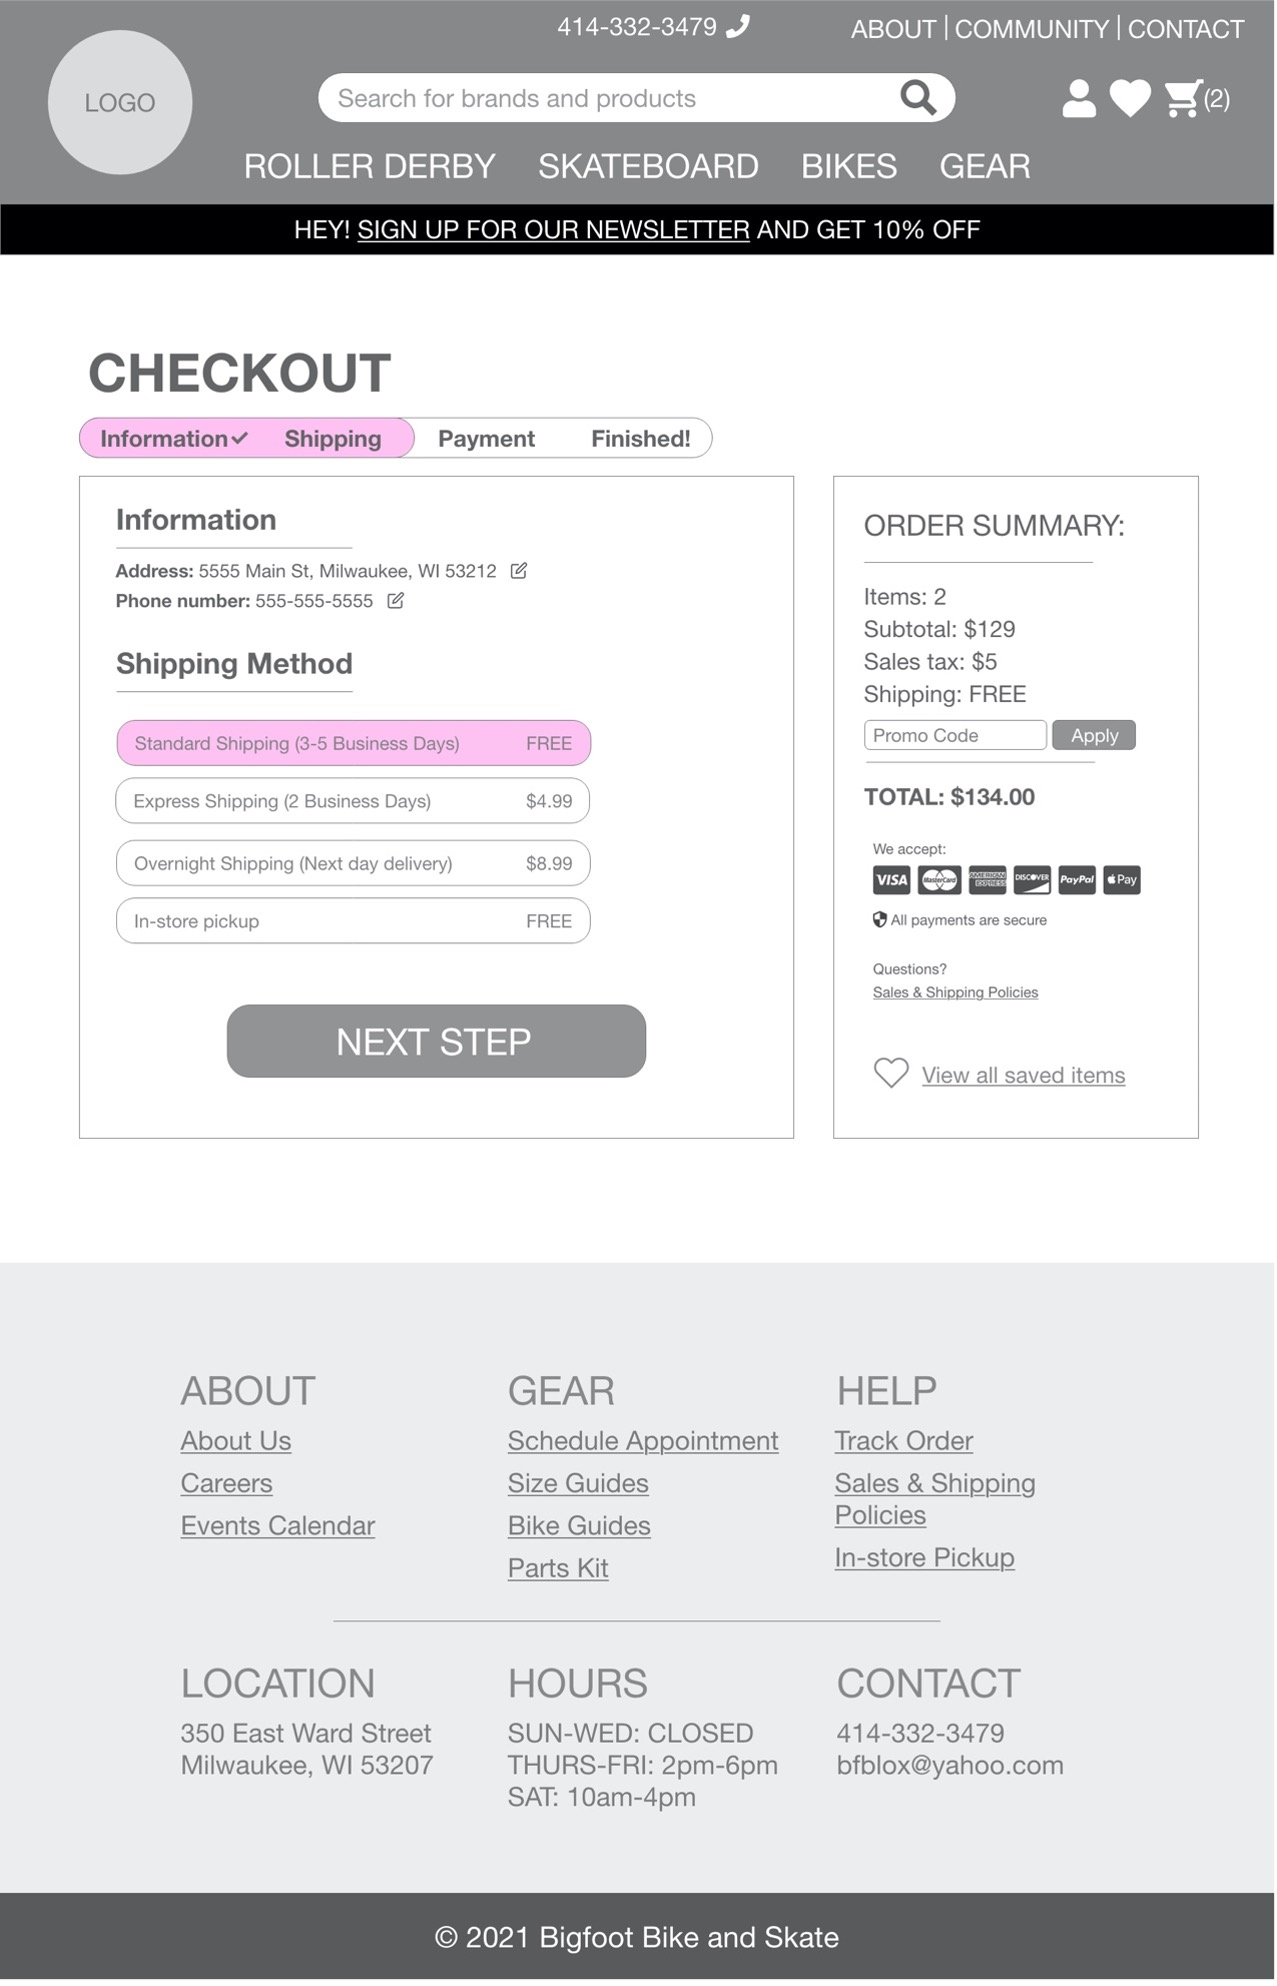 414-332-3479
ABOUT | COMMUNITY | CONTACT
LOGO
Search for brands and products
(2)
ROLLER DERBY SKATEBOARD BIKES GEAR
HEY! SIGN UP FOR OUR NEWSLETTER AND GET 10% OFF
CHECKOUT
Information Shipping Payment Finished!
Information
Address: 5555 Main St, Milwaukee, WI 53212
Phone number: 555-555-5555
Shipping Method
Standard Shipping (3-5 Business Days) FREE
Express Shipping (2 Business Days) $4.99
Overnight Shipping (Next day delivery) $8.99
In-store pickup FREE
NEXT STEP
ORDER SUMMARY:
Items: 2
Subtotal: $129
Sales tax: $5
Shipping: FREE
Promo Code Apply
TOTAL: $134.00
We accept:
VISA MasterCard AMERICAN EXPRESS DISCOVER PayPal Pay
All payments are secure
Questions?
Sales & Shipping Policies
View all saved items
ABOUT
About Us
Careers
Events Calendar
GEAR
Schedule Appointment
Size Guides
Bike Guides
Parts Kit
HELP
Track Order
Sales & Shipping
Policies
In-store Pickup
LOCATION
350 East Ward Street
Milwaukee, WI 53207
HOURS
SUN-WED: CLOSED
THURS-FRI: 2pm-6pm
SAT: 10am-4pm
CONTACT
414-332-3479
bfblox@yahoo.com
© 2021 Bigfoot Bike and Skate